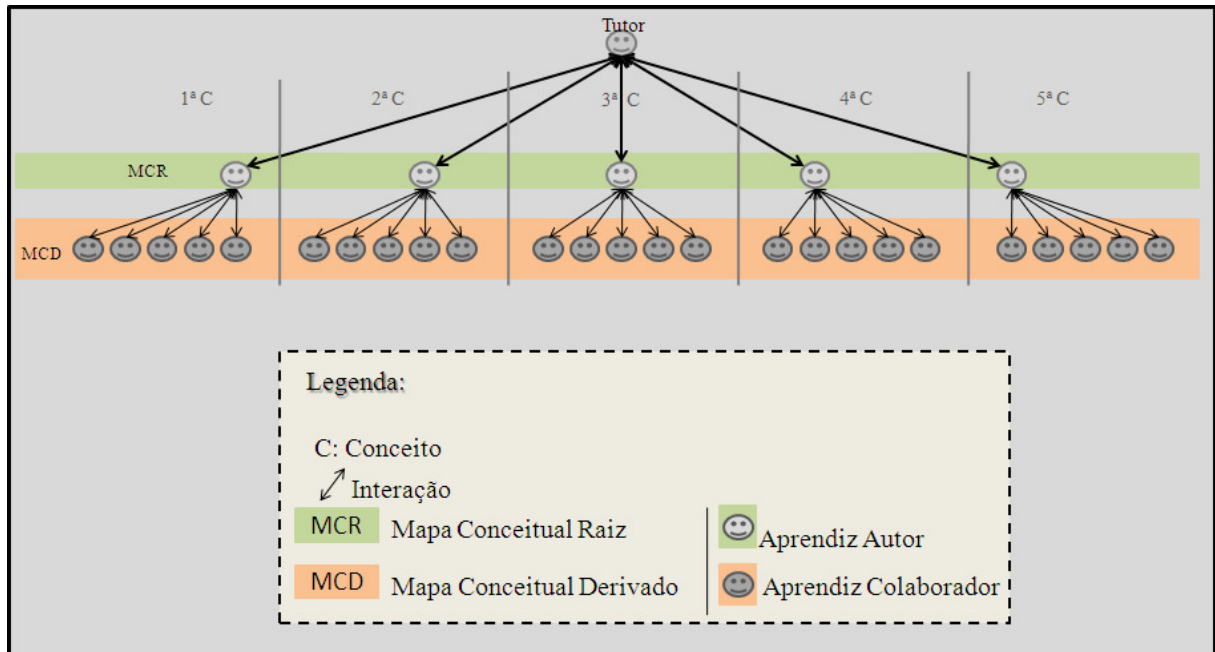 Tutor
1ª C 2ª C 3ª C 4ª C 5ª C
MCR
MCD
Legenda:
C: Conceito
Interação
MCR Mapa Conceitual Raiz
Aprendiz Autor
MCD Mapa Conceitual Derivado
Aprendiz Colaborador